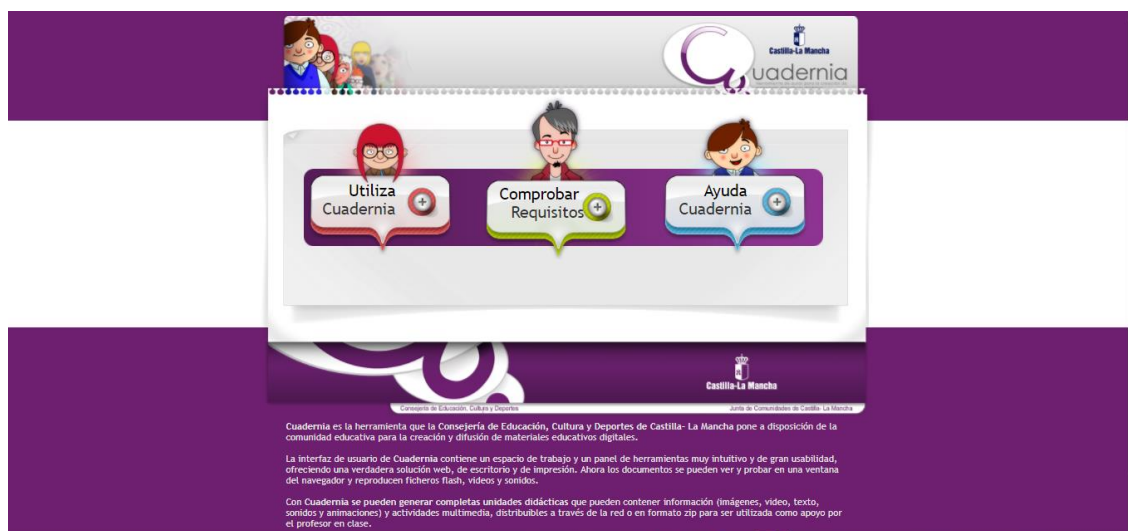 Castilla-La Mancha
uadernia
Utiliza
Cuadernia
Comprobar
Requisitos
Ayuda
Cuadernia
Castilla-La Mancha
Consejería de Educación, Cultura y Deportes
Junta de Comunidades de Castilla- La Mancha
Cuadernia es la herramienta que la Consejería de Educación, Cultura y Deportes de Castilla- La Mancha pone a disposición de la
comunidad educativa para la creación y difusión de materiales educativos digitales.
La interfaz de usuario de Cuadernia contiene un espacio de trabajo y un panel de herramientas muy intuitivo y de gran usabilidad,
ofreciendo una verdadera solución web, de escritorio y de impresión. Ahora los documentos se pueden ver y probar en una ventana
del navegador y reproducen ficheros flash, videos y sonidos.
Con Cuadernia se pueden generar completas unidades didácticas que pueden contener información (imágenes, video, texto,
sonidos y animaciones) y actividades multimedia, distribuibles a través de la red o en formato zip para ser utilizada como apoyo por
el profesor en clase.